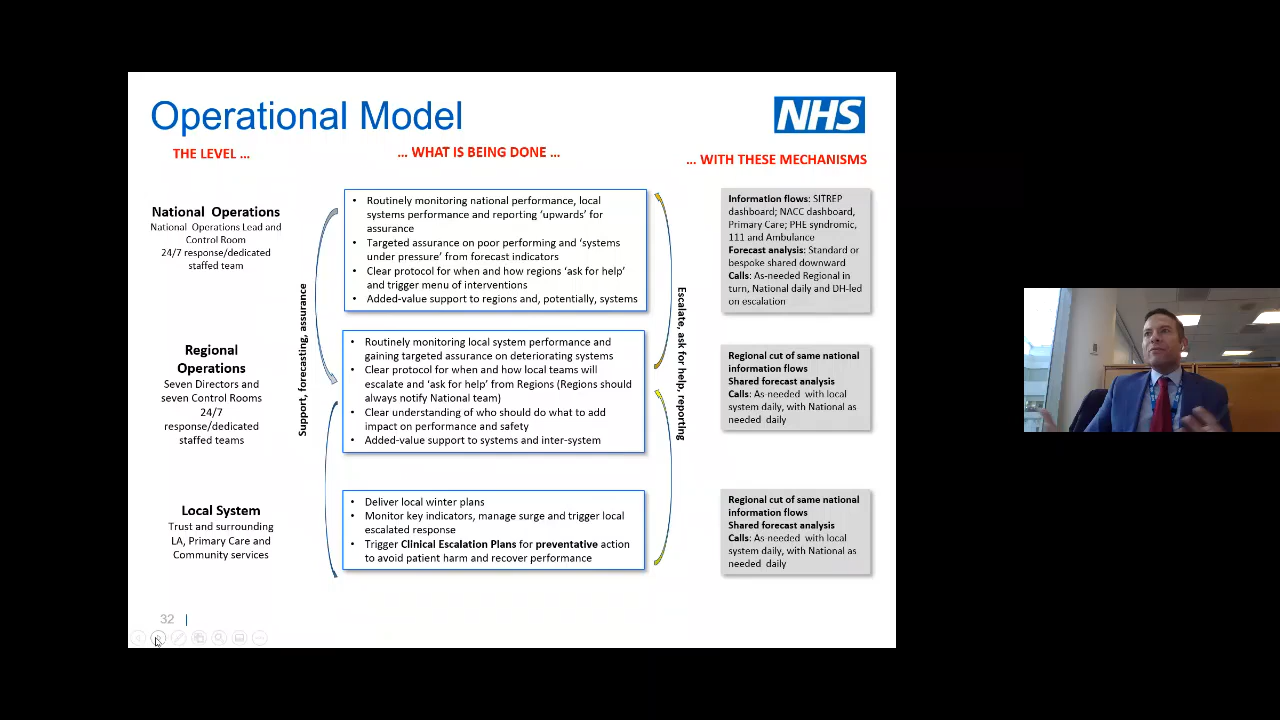 Operational Model
NHS
THE LEVEL ...
... WHAT IS BEING DONE ...
... WITH THESE MECHANISMS
National Operations
National Operations Lead and
Control Room
24/7 response/dedicated
staffed team
• Routinely monitoring national performance, local
systems performance and reporting ‘upwards’ for
assurance
• Targeted assurance on poor performing and ‘systems
under pressure’ from forecast indicators
• Clear protocol for when and how regions ‘ask for help’
and trigger menu of interventions
• Added-value support to regions and, potentially, systems
Information flows: SITREP
dashboard; NACC dashboard,
Primary Care; PHE syndromic,
111 and Ambulance
Forecast analysis: Standard or
bespoke shared downward
Calls: As-needed Regional in
turn, National daily and DH-led
on escalation
Support, forecasting, assurance
Escalate, ask for help, reporting
Regional
Operations
Seven Directors and
seven Control Rooms
24/7
response/dedicated
staffed teams
• Routinely monitoring local system performance and
gaining targeted assurance on deteriorating systems
• Clear protocol for when and how local teams will
escalate and ‘ask for help’ from Regions (Regions should
always notify National team)
• Clear understanding of who should do what to add
impact on performance and safety
• Added-value support to systems and inter-system
Regional cut of same national
information flows
Shared forecast analysis
Calls: As-needed with local
system daily, with National as
needed daily
Local System
Trust and surrounding
LA, Primary Care and
Community services
• Deliver local winter plans
• Monitor key indicators, manage surge and trigger local
escalated response
• Trigger Clinical Escalation Plans for preventative action
to avoid patient harm and recover performance
Regional cut of same national
information flows
Shared forecast analysis
Calls: As-needed with local
system daily, with National as
needed daily
32 |